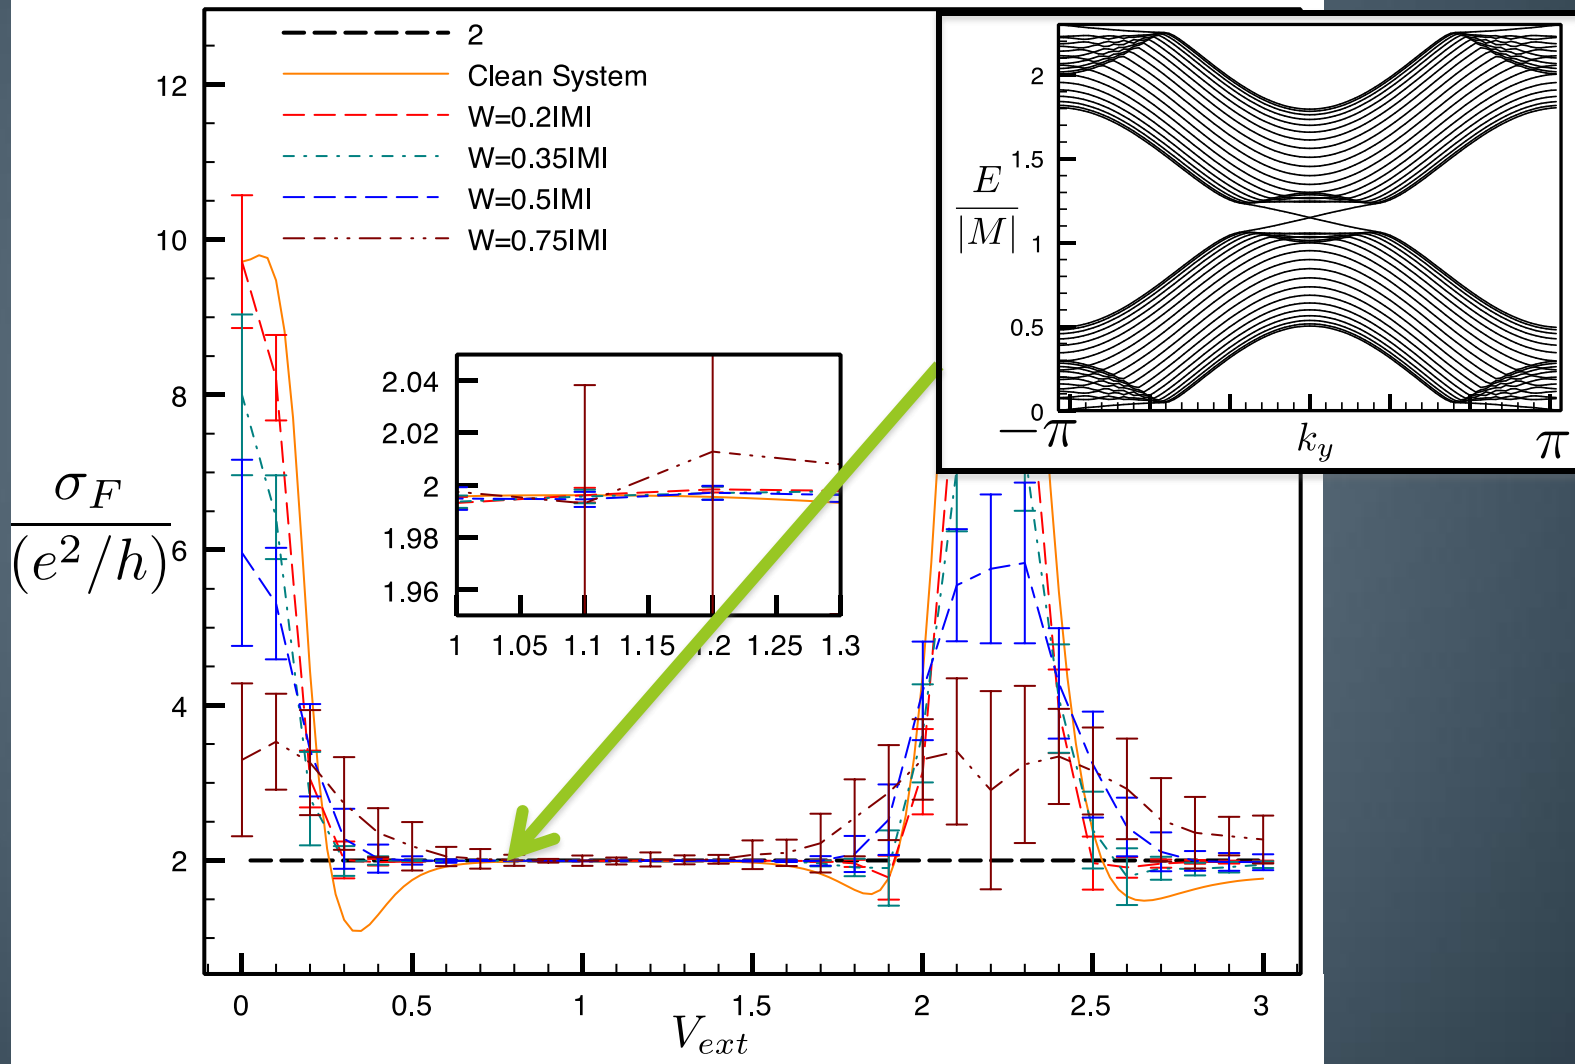 2
Clean System
W=0.2IMI
W=0.35IMI
W=0.5IMI
W=0.75IMI
12
10
8
6
4
2
σ_F
(e²/h)
0
0.5
1
1.5
2
2.5
3
V_ext
2.04
2.02
2
1.98
1.96
1
1.05
1.1
1.15
1.2
1.25
1.3
2
1.5
1
0.5
0
E
|M|
−π
k_y
π